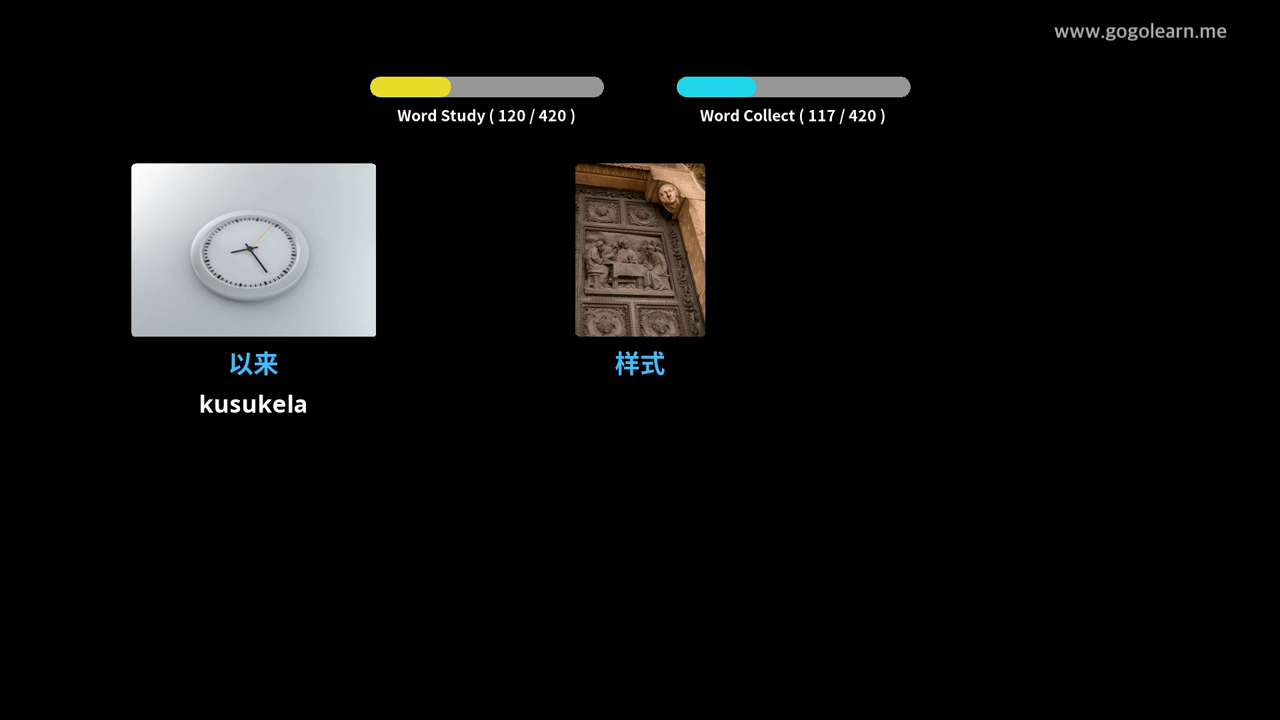 www.gogolearn.me
Word Study ( 120 / 420 )
Word Collect ( 117 / 420 )
以来
样式
kusukela